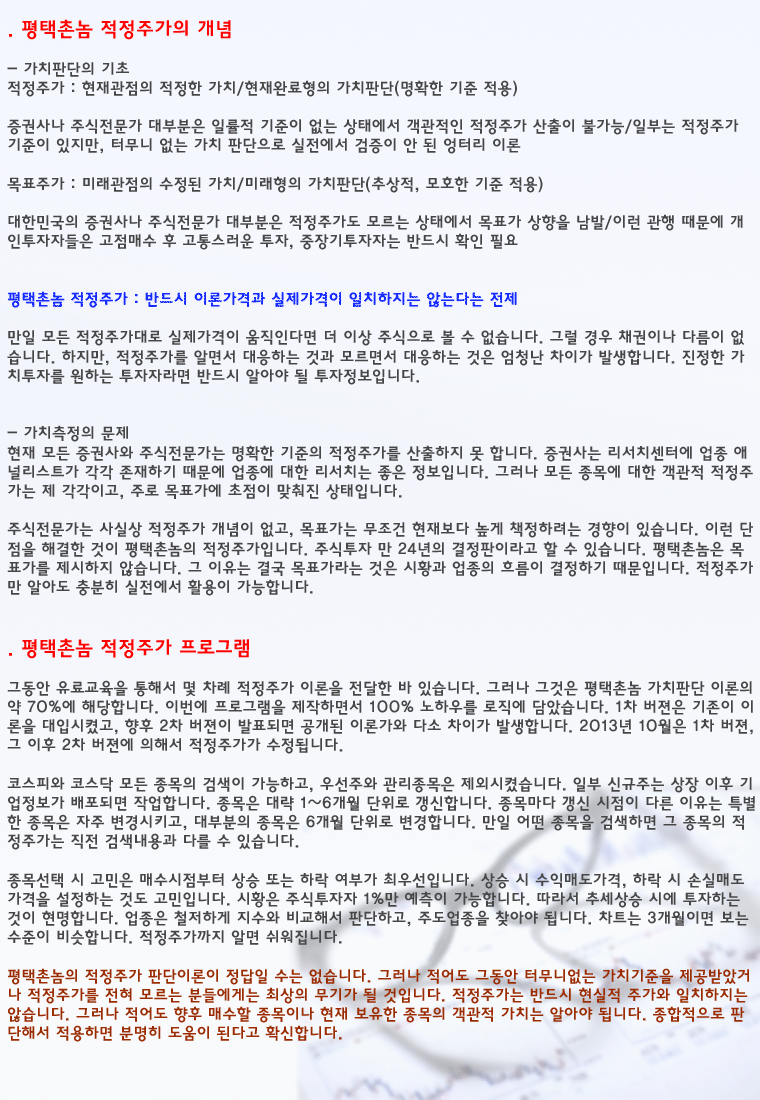 . 평택촌놈 적정주가의 개념
- 가치판단의 기초
적정주가 : 현재관점의 적정한 가치/현재완료형의 가치판단(명확한 기준 적용)
증권사나 주식전문가 대부분은 일률적 기준이 없는 상태에서 객관적인 적정주가 산출이 불가능/일부는 적정주가
기준이 있지만, 터무니 없는 가치 판단으로 실전에서 검증이 안 된 엉터리 이론
목표주가 : 미래관점의 수정된 가치/미래형의 가치판단(추상적, 모호한 기준 적용)
대한민국의 증권사나 주식전문가 대부분은 적정주가도 모르는 상태에서 목표가 상향을 남발/이런 관행 때문에 개
인투자자들은 고점매수 후 고통스러운 투자, 중장기투자자는 반드시 확인 필요
평택촌놈 적정주가 : 반드시 이론가격과 실제가격이 일치하지는 않는다는 전제
만일 모든 적정주가대로 실제가격이 움직인다면 더 이상 주식으로 볼 수 없습니다. 그럴 경우 채권이나 다름이 없
습니다. 하지만, 적정주가를 알면서 대응하는 것과 모르면서 대응하는 것은 엄청난 차이가 발생합니다. 진정한 가
치투자를 원하는 투자자라면 반드시 알아야 될 투자정보입니다.
- 가치측정의 문제
현재 모든 증권사와 주식전문가는 명확한 기준의 적정주가를 산출하지 못 합니다. 증권사는 리서치센터에 업종 애
널리스트가 각각 존재하기 때문에 업종에 대한 리서치는 좋은 정보입니다. 그러나 모든 종목에 대한 객관적 적정주
가는 제 각각이고, 주로 목표가에 초점이 맞춰진 상태입니다.
주식전문가는 사실상 적정주가 개념이 없고, 목표가는 무조건 현재보다 높게 책정하려는 경향이 있습니다. 이런 단
점을 해결한 것이 평택촌놈의 적정주가입니다. 주식투자 만 24년의 결정판이라고 할 수 있습니다. 평택촌놈은 목
표가를 제시하지 않습니다. 그 이유는 결국 목표가라는 것은 시황과 업종의 흐름이 결정하기 때문입니다. 적정주가
만 알아도 충분히 실전에서 활용이 가능합니다.
. 평택촌놈 적정주가 프로그램
그동안 유료교육을 통해서 몇 차례 적정주가 이론을 전달한 바 있습니다. 그러나 그것은 평택촌놈 가치판단 이론의
약 70%에 해당합니다. 이번에 프로그램을 제작하면서 100% 노하우를 로직에 담았습니다. 1차 버젼은 기존이 이
론을 대입시켰고, 향후 2차 버젼이 발표되면 공개된 이론가와 다소 차이가 발생합니다. 2013년 10월은 1차 버젼,
그 이후 2차 버젼에 의해서 적정주가가 수정됩니다.
코스피와 코스닥 모든 종목의 검색이 가능하고, 우선주와 관리종목은 제외시켰습니다. 일부 신규주는 상장 이후 기
업정보가 배포되면 작업합니다. 종목은 대략 1~6개월 단위로 갱신합니다. 종목마다 갱신 시점이 다른 이유는 특별
한 종목은 자주 변경시키고, 대부분의 종목은 6개월 단위로 변경합니다. 만일 어떤 종목을 검색하면 그 종목의 적
정주가는 직전 검색내용과 다를 수 있습니다.
종목선택 시 고민은 매수시점부터 상승 또는 하락 여부가 최우선입니다. 상승 시 수익매도가격, 하락 시 손실매도
가격을 설정하는 것도 고민입니다. 시황은 주식투자자 1%만 예측이 가능합니다. 따라서 추세상승 시에 투자하는
것이 현명합니다. 업종은 철저하게 지수와 비교해서 판단하고, 주도업종을 찾아야 됩니다. 차트는 3개월이면 보는
수준이 비슷합니다. 적정주가까지 알면 쉬워집니다.
평택촌놈의 적정주가 판단이론이 정답일 수는 없습니다. 그러나 적어도 그동안 터무니없는 가치기준을 제공받았거
나 적정주가를 전혀 모르는 분들에게는 최상의 무기가 될 것입니다. 적정주가는 반드시 현실적 주가와 일치하지는
않습니다. 그러나 적어도 향후 매수할 종목이나 현재 보유한 종목의 객관적 가치는 알아야 됩니다. 종합적으로 판
단해서 적용하면 분명히 도움이 된다고 확신합니다.